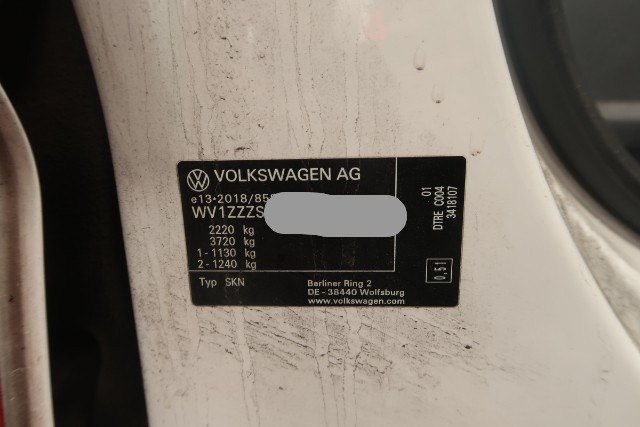 VOLKSWAGEN AG
e13*2018/858
WV1ZZZS
2220 kg
3720 kg
1 - 1130 kg
2 - 1240 kg
Typ SKN
Berliner Ring 2
DE - 38440 Wolfsburg
www.volkswagen.com
01
DTRE C004
3418107
0,51